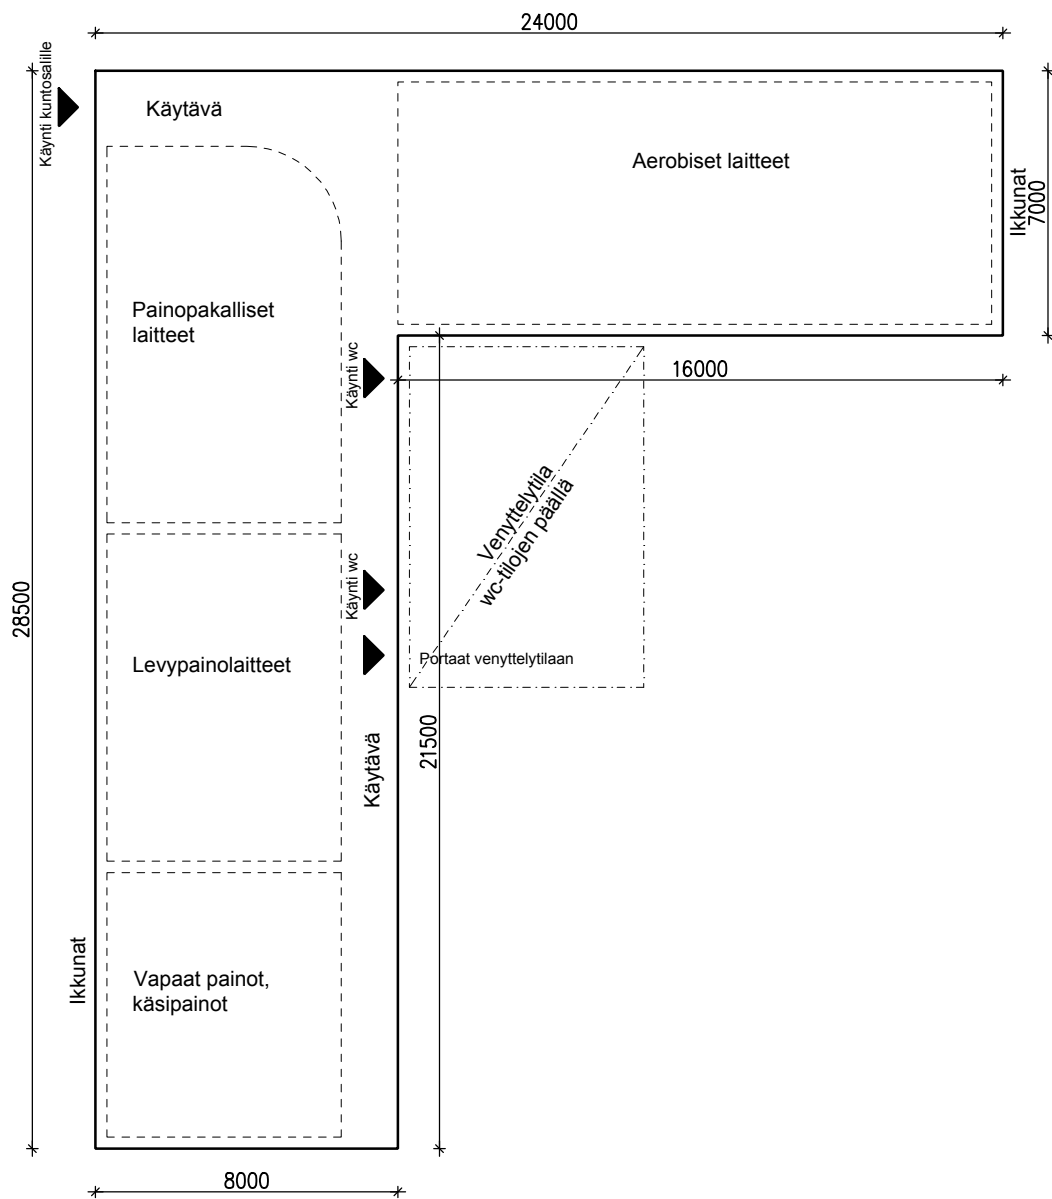 24000
Käynti kuntosalille
Käytävä
Aerobiset laitteet
Ikkunat
7000
Painopakalliset
laitteet
Käynti wc
16000
Venyttelytila
wc-tilojen päällä
Käynti wc
28500
Levypainolaitteet
Portaat venyttelytilaan
21500
Käytävä
Ikkunat
Vapaat painot,
käsipainot
8000